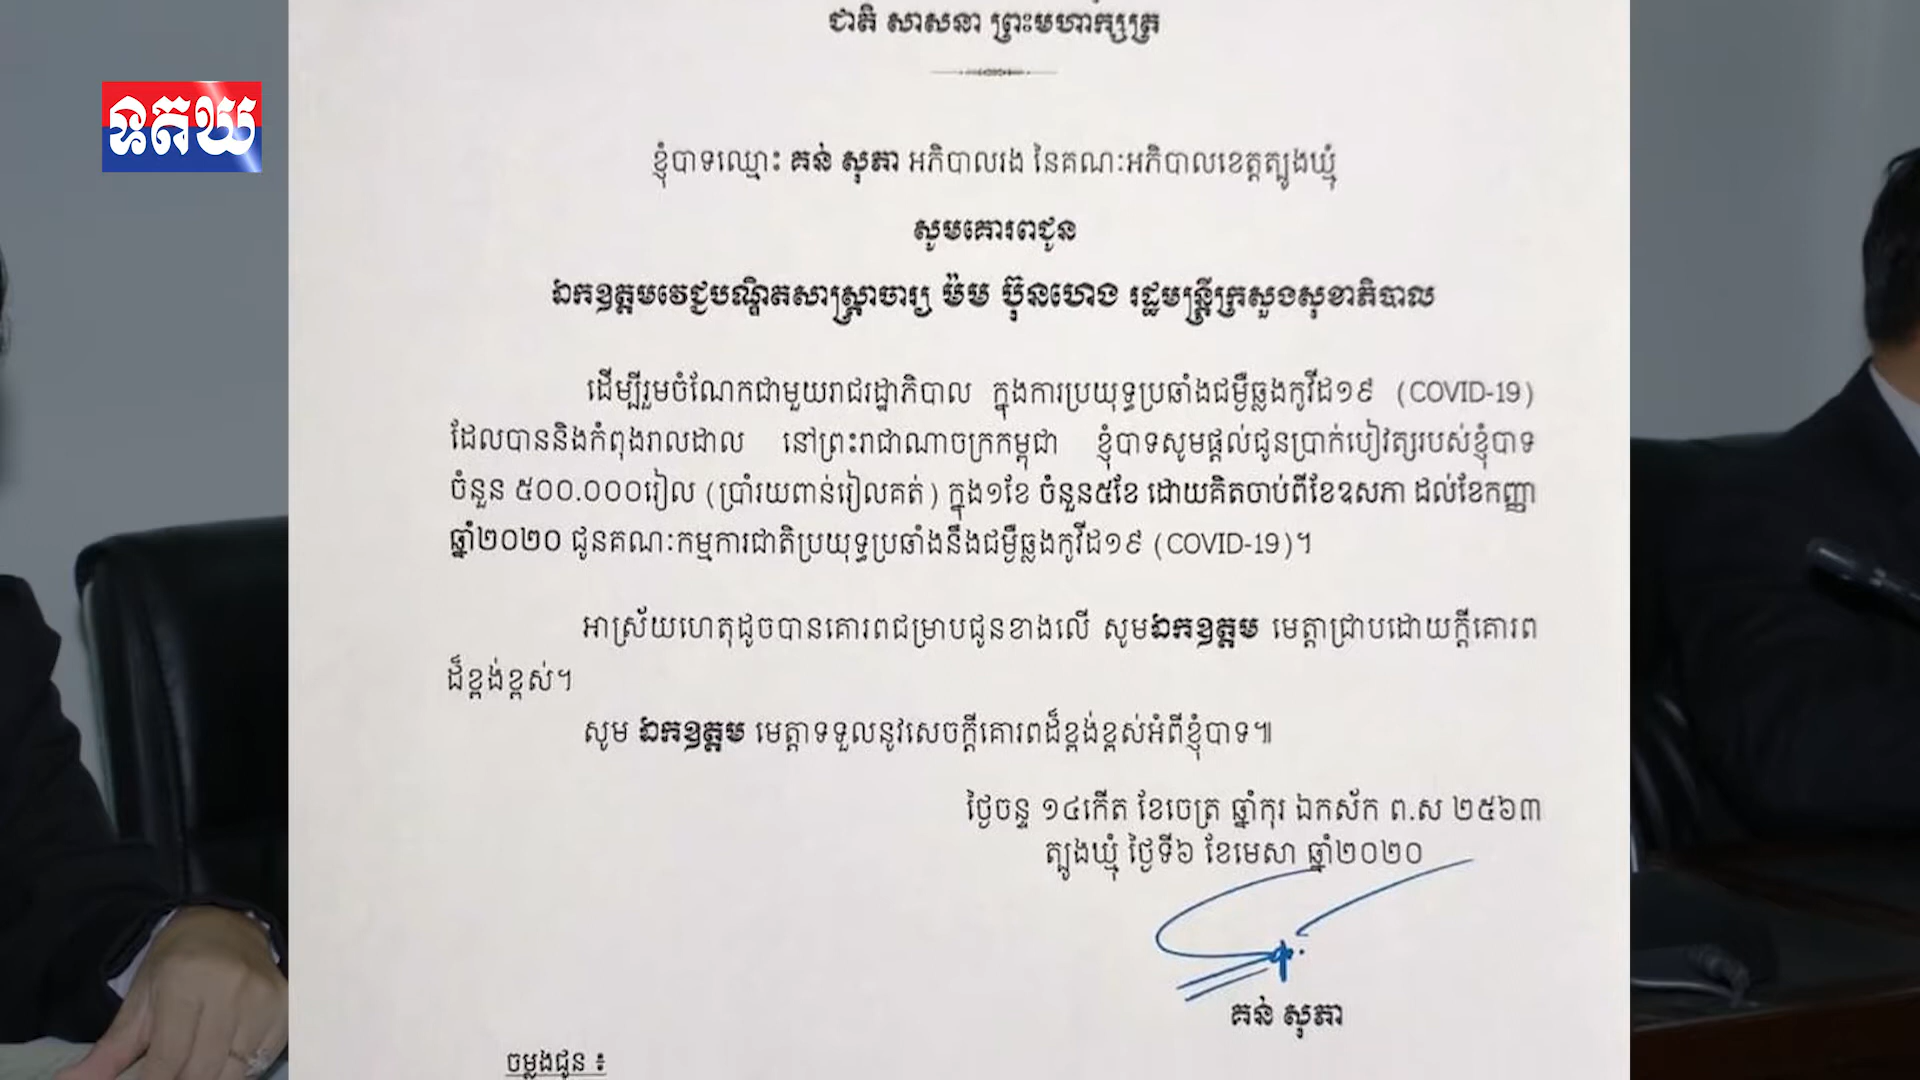 ជាតិ សាសនា ព្រះមហាក្សត្រ
ឧតយ
ខ្ញុំបាទឈ្មោះ គន់ សុភា អភិបាលរង នៃគណៈអភិបាលខេត្តត្បូងឃ្មុំ
សូមគោរពជូន
ឯកឧត្តមវេជ្ជបណ្ឌិតសាស្ត្រាចារ្យ ម៉ម ប៊ុនហេង រដ្ឋមន្ត្រីក្រសួងសុខាភិបាល
ដើម្បីរួមចំណែកជាមួយរាជរដ្ឋាភិបាល ក្នុងការប្រយុទ្ធប្រឆាំងជម្ងឺឆ្លងកូវីដ១៩ (COVID-19)
ដែលបាននិងកំពុងរាលដាល នៅព្រះរាជាណាចក្រកម្ពុជា ខ្ញុំបាទសូមផ្តល់ជូនប្រាក់បៀវត្សរបស់ខ្ញុំបាទ
ចំនួន ៥០០.០០០រៀល (ប្រាំរយពាន់រៀលគត់) ក្នុង១ខែ ចំនួន៥ខែ ដោយគិតចាប់ពីខែឧសភា ដល់ខែកញ្ញា
ឆ្នាំ២០២០ ជូនគណៈកម្មការជាតិប្រយុទ្ធប្រឆាំងនឹងជម្ងឺឆ្លងកូវីដ១៩ (COVID-19)។
អាស្រ័យហេតុដូចបានគោរពជម្រាបជូនខាងលើ សូមឯកឧត្តម មេត្តាជ្រាបដោយក្តីគោរព
ដ៏ខ្ពង់ខ្ពស់។
សូម ឯកឧត្តម មេត្តាទទួលនូវសេចក្តីគោរពដ៏ខ្ពង់ខ្ពស់អំពីខ្ញុំបាទ៕
ថ្ងៃចន្ទ ១៤កើត ខែចេត្រ ឆ្នាំកុរ ឯកស័ក ព.ស ២៥៦៣
ត្បូងឃ្មុំ ថ្ងៃទី៦ ខែមេសា ឆ្នាំ២០២០
គន់ សុភា
ចម្លងជូន ៖